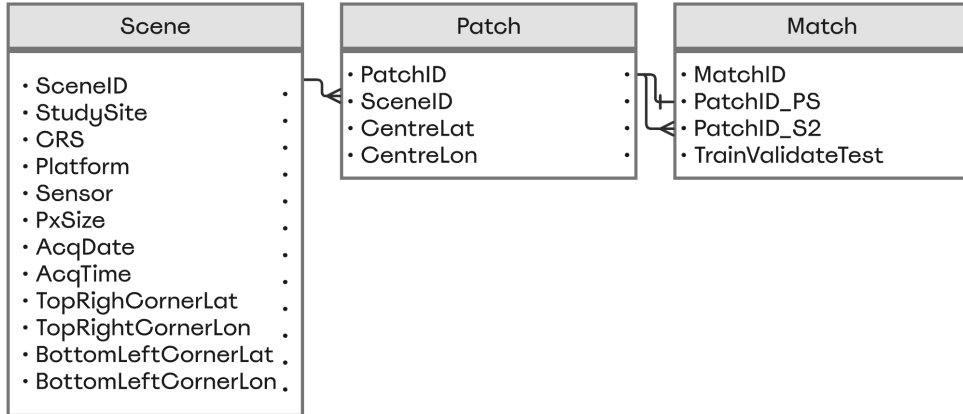 Scene
· SceneID
· StudySite
· CRS
· Platform
· Sensor
· PxSize
· AcqDate
· AcqTime
· TopRighCornerLat
· TopRightCornerLon
· BottomLeftCornerLat
· BottomLeftCornerLon
Patch
· PatchID
· SceneID
· CentreLat
· CentreLon
Match
· MatchID
· PatchID_PS
· PatchID_S2
· TrainValidateTest